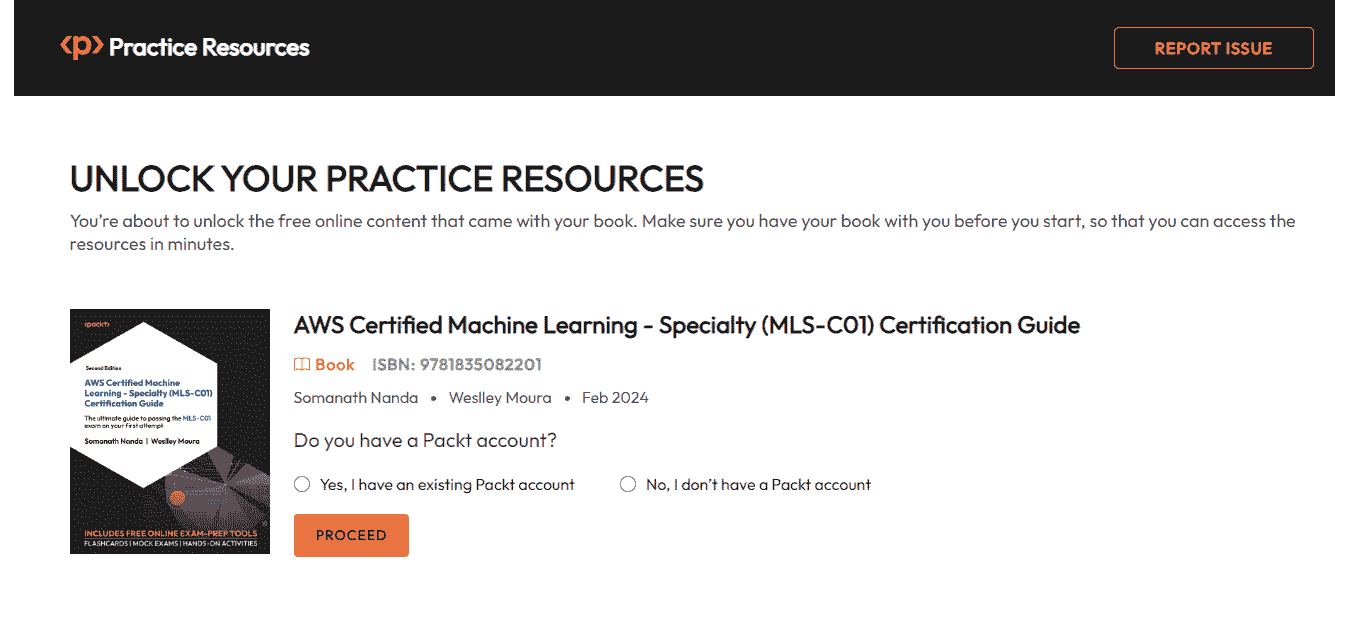 <p> Practice Resources
REPORT ISSUE
UNLOCK YOUR PRACTICE RESOURCES
You're about to unlock the free online content that came with your book. Make sure you have your book with you before you start, so that you can access the
resources in minutes.
<packt>
Second Edition
AWS Certified Machine
Learning - Specialty (MLS-C01)
Certification Guide
The ultimate guide to passing the MLS-C01
exam on your first attempt
Somanath Nanda | Weslley Moura
INCLUDES FREE ONLINE EXAM-PREP TOOLS
FLASHCARDS | MOCK EXAMS | HANDS-ON ACTIVITIES
AWS Certified Machine Learning - Specialty (MLS-C01) Certification Guide
Book ISBN: 9781835082201
Somanath Nanda • Weslley Moura • Feb 2024
Do you have a Packt account?
Yes, I have an existing Packt account
No, I don't have a Packt account
PROCEED